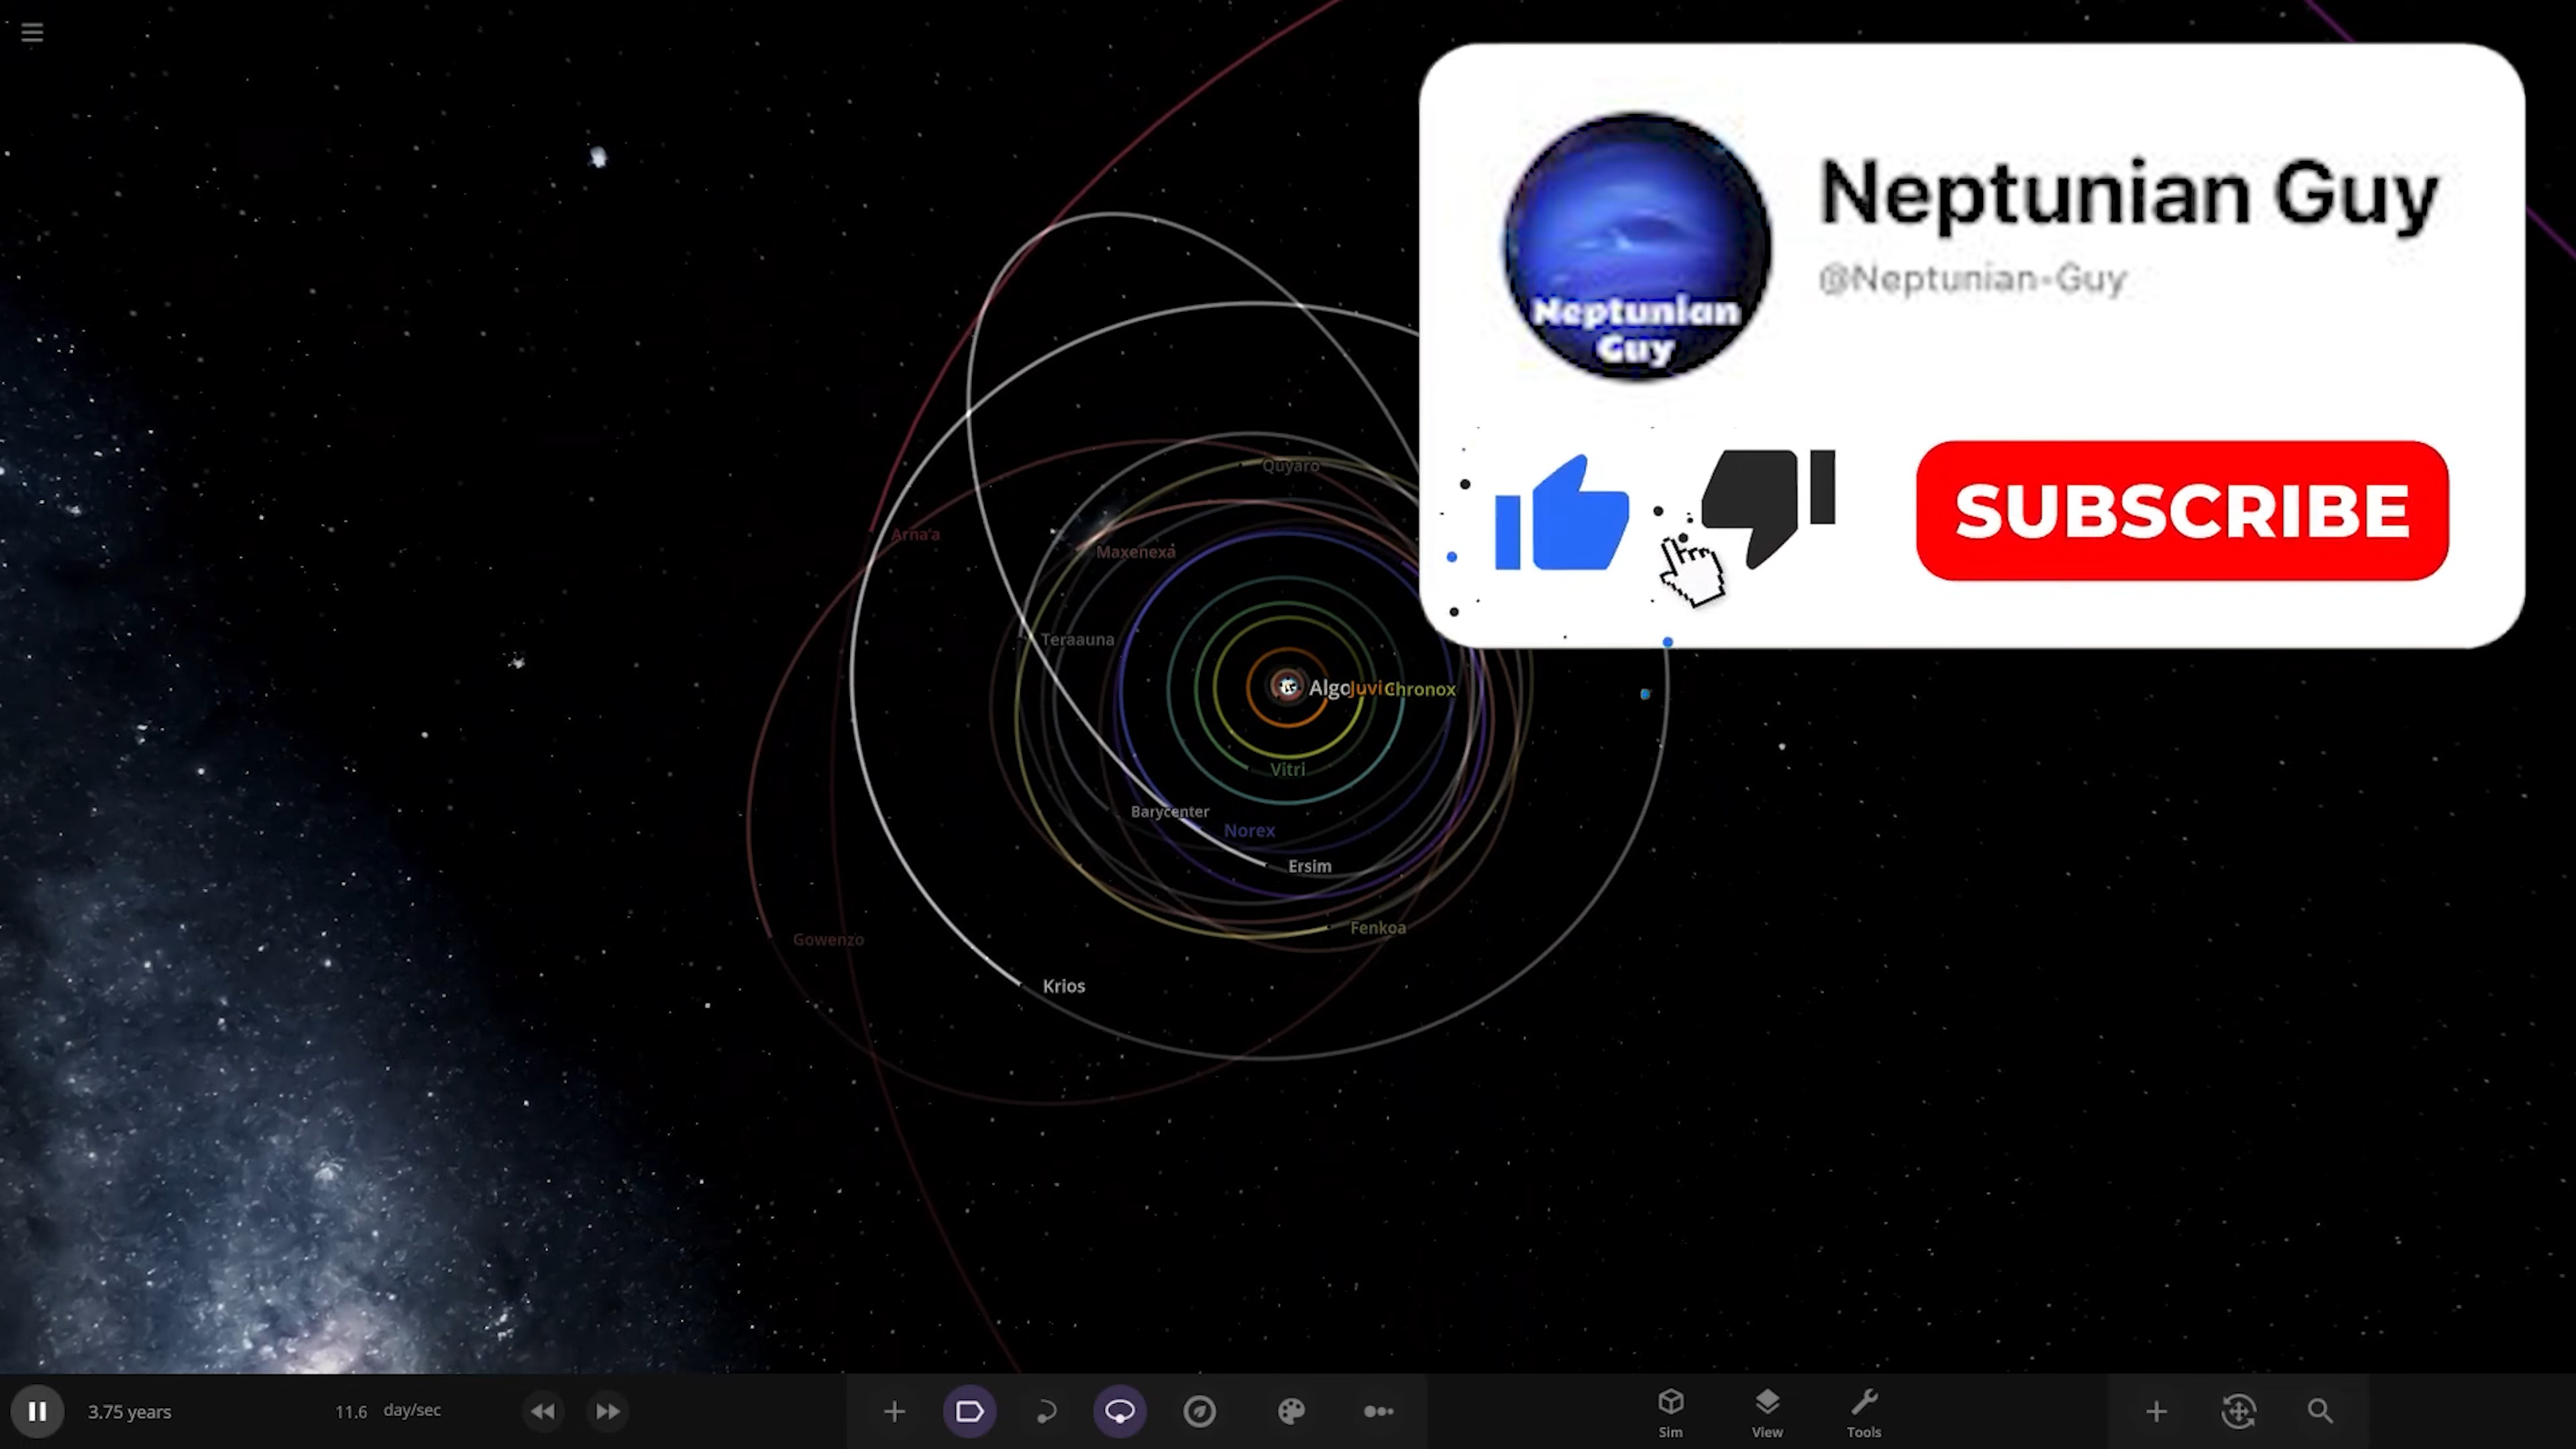 Neptunian Guy
@Neptunian-Guy
Neptunian
Guy
SUBSCRIBE
Quyaro
Arna'a
Maxenexa
Teraauna
Algo
Juvi
Chronox
Vitri
Barycenter
Norex
Ersim
Fenkoa
Gowenzo
Krios
3.75 years
11.6 day/sec
Sim
View
Tools